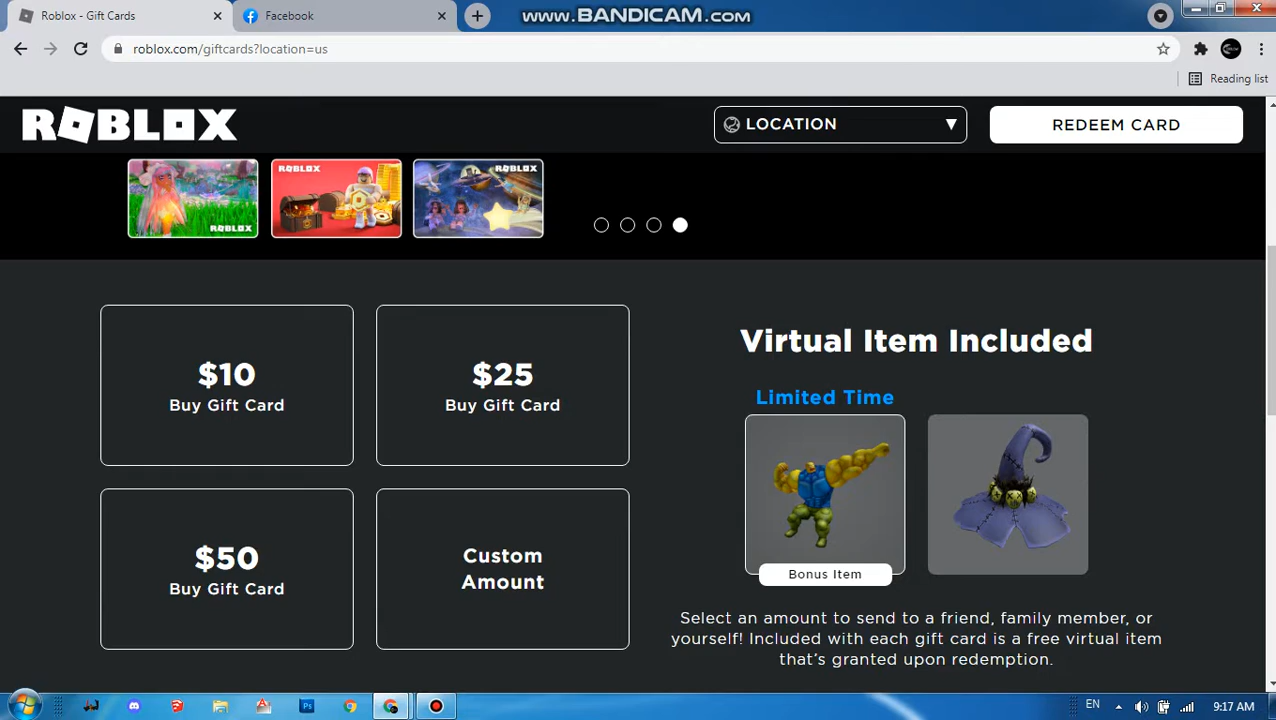 Roblox - Gift Cards
Facebook
www.BANDICAM.com
roblox.com/giftcards?location=us
Reading list
ROBLOX
LOCATION
REDEEM CARD
ROBLOX
ROBLOX
ROBLOX
$10
Buy Gift Card
$25
Buy Gift Card
$50
Buy Gift Card
Custom
Amount
Virtual Item Included
Limited Time
Bonus Item
Select an amount to send to a friend, family member, or
yourself! Included with each gift card is a free virtual item
that's granted upon redemption.
Ps
EN
9:17 AM